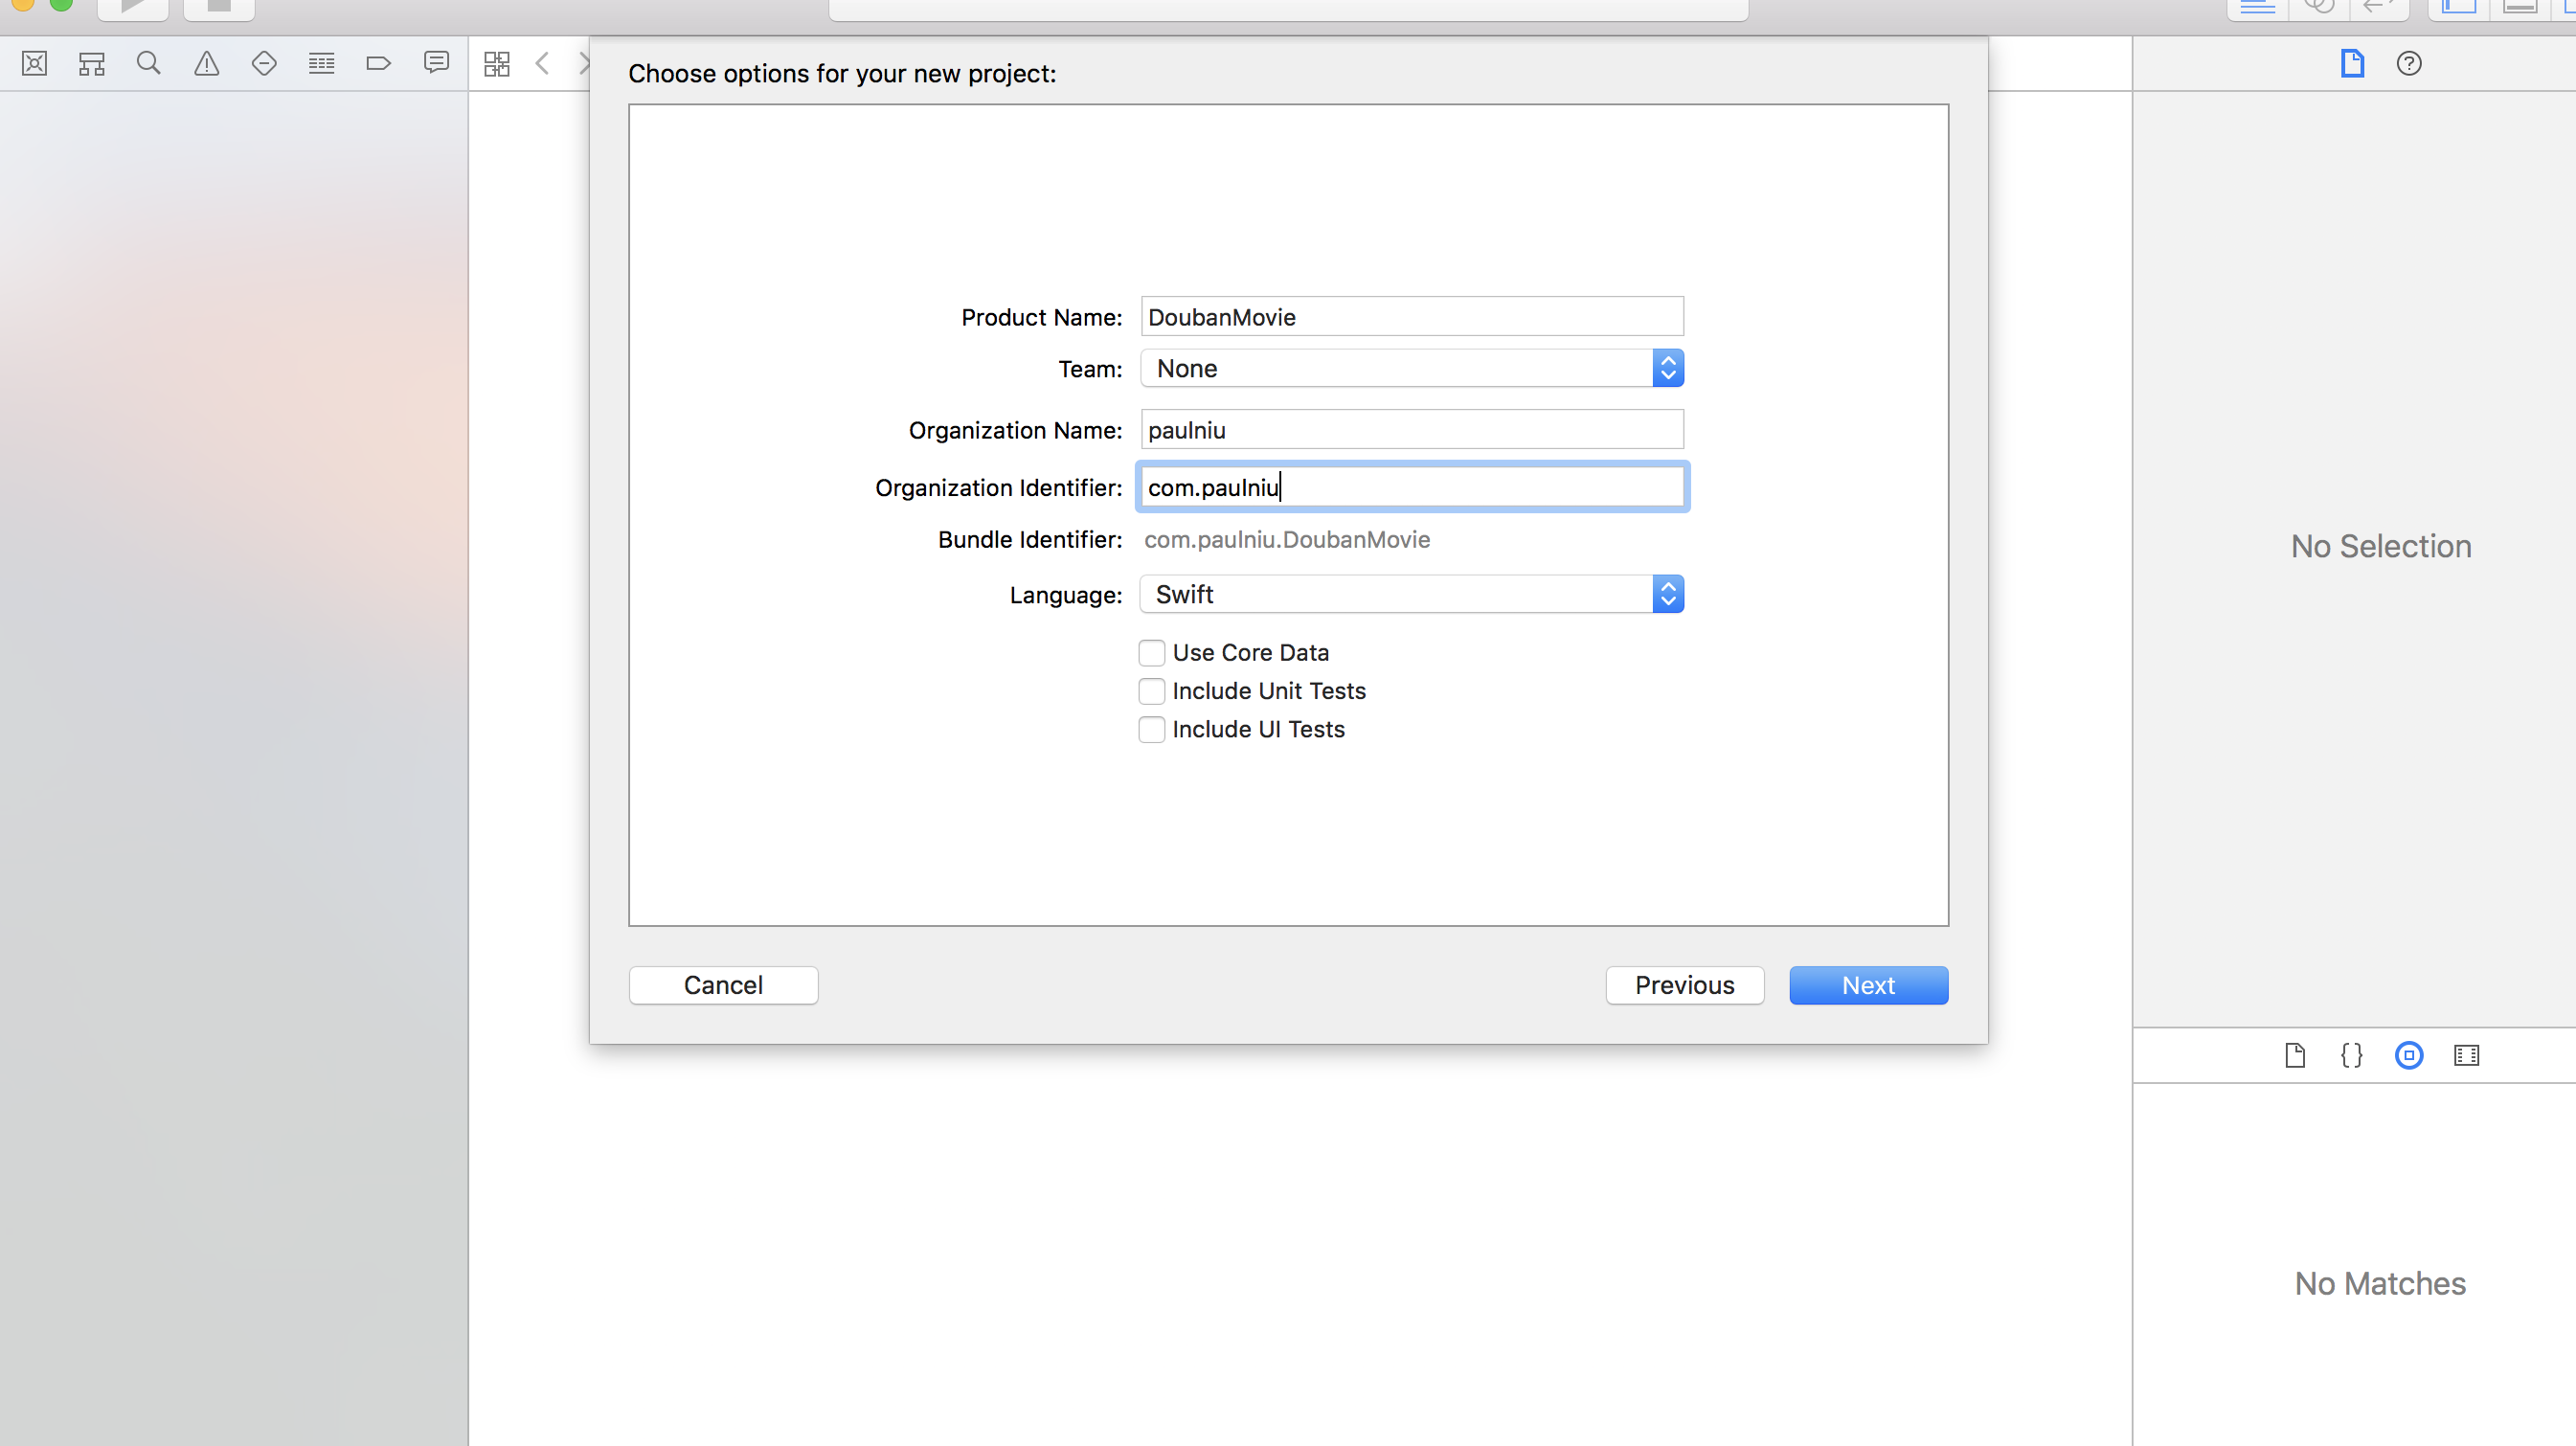 Choose options for your new project:
Product Name: DoubanMovie
Team: None
Organization Name: paulniu
Organization Identifier: com.paulniu
Bundle Identifier: com.paulniu.DoubanMovie
Language: Swift
Use Core Data
Include Unit Tests
Include UI Tests
Cancel
Previous
Next
No Selection
No Matches